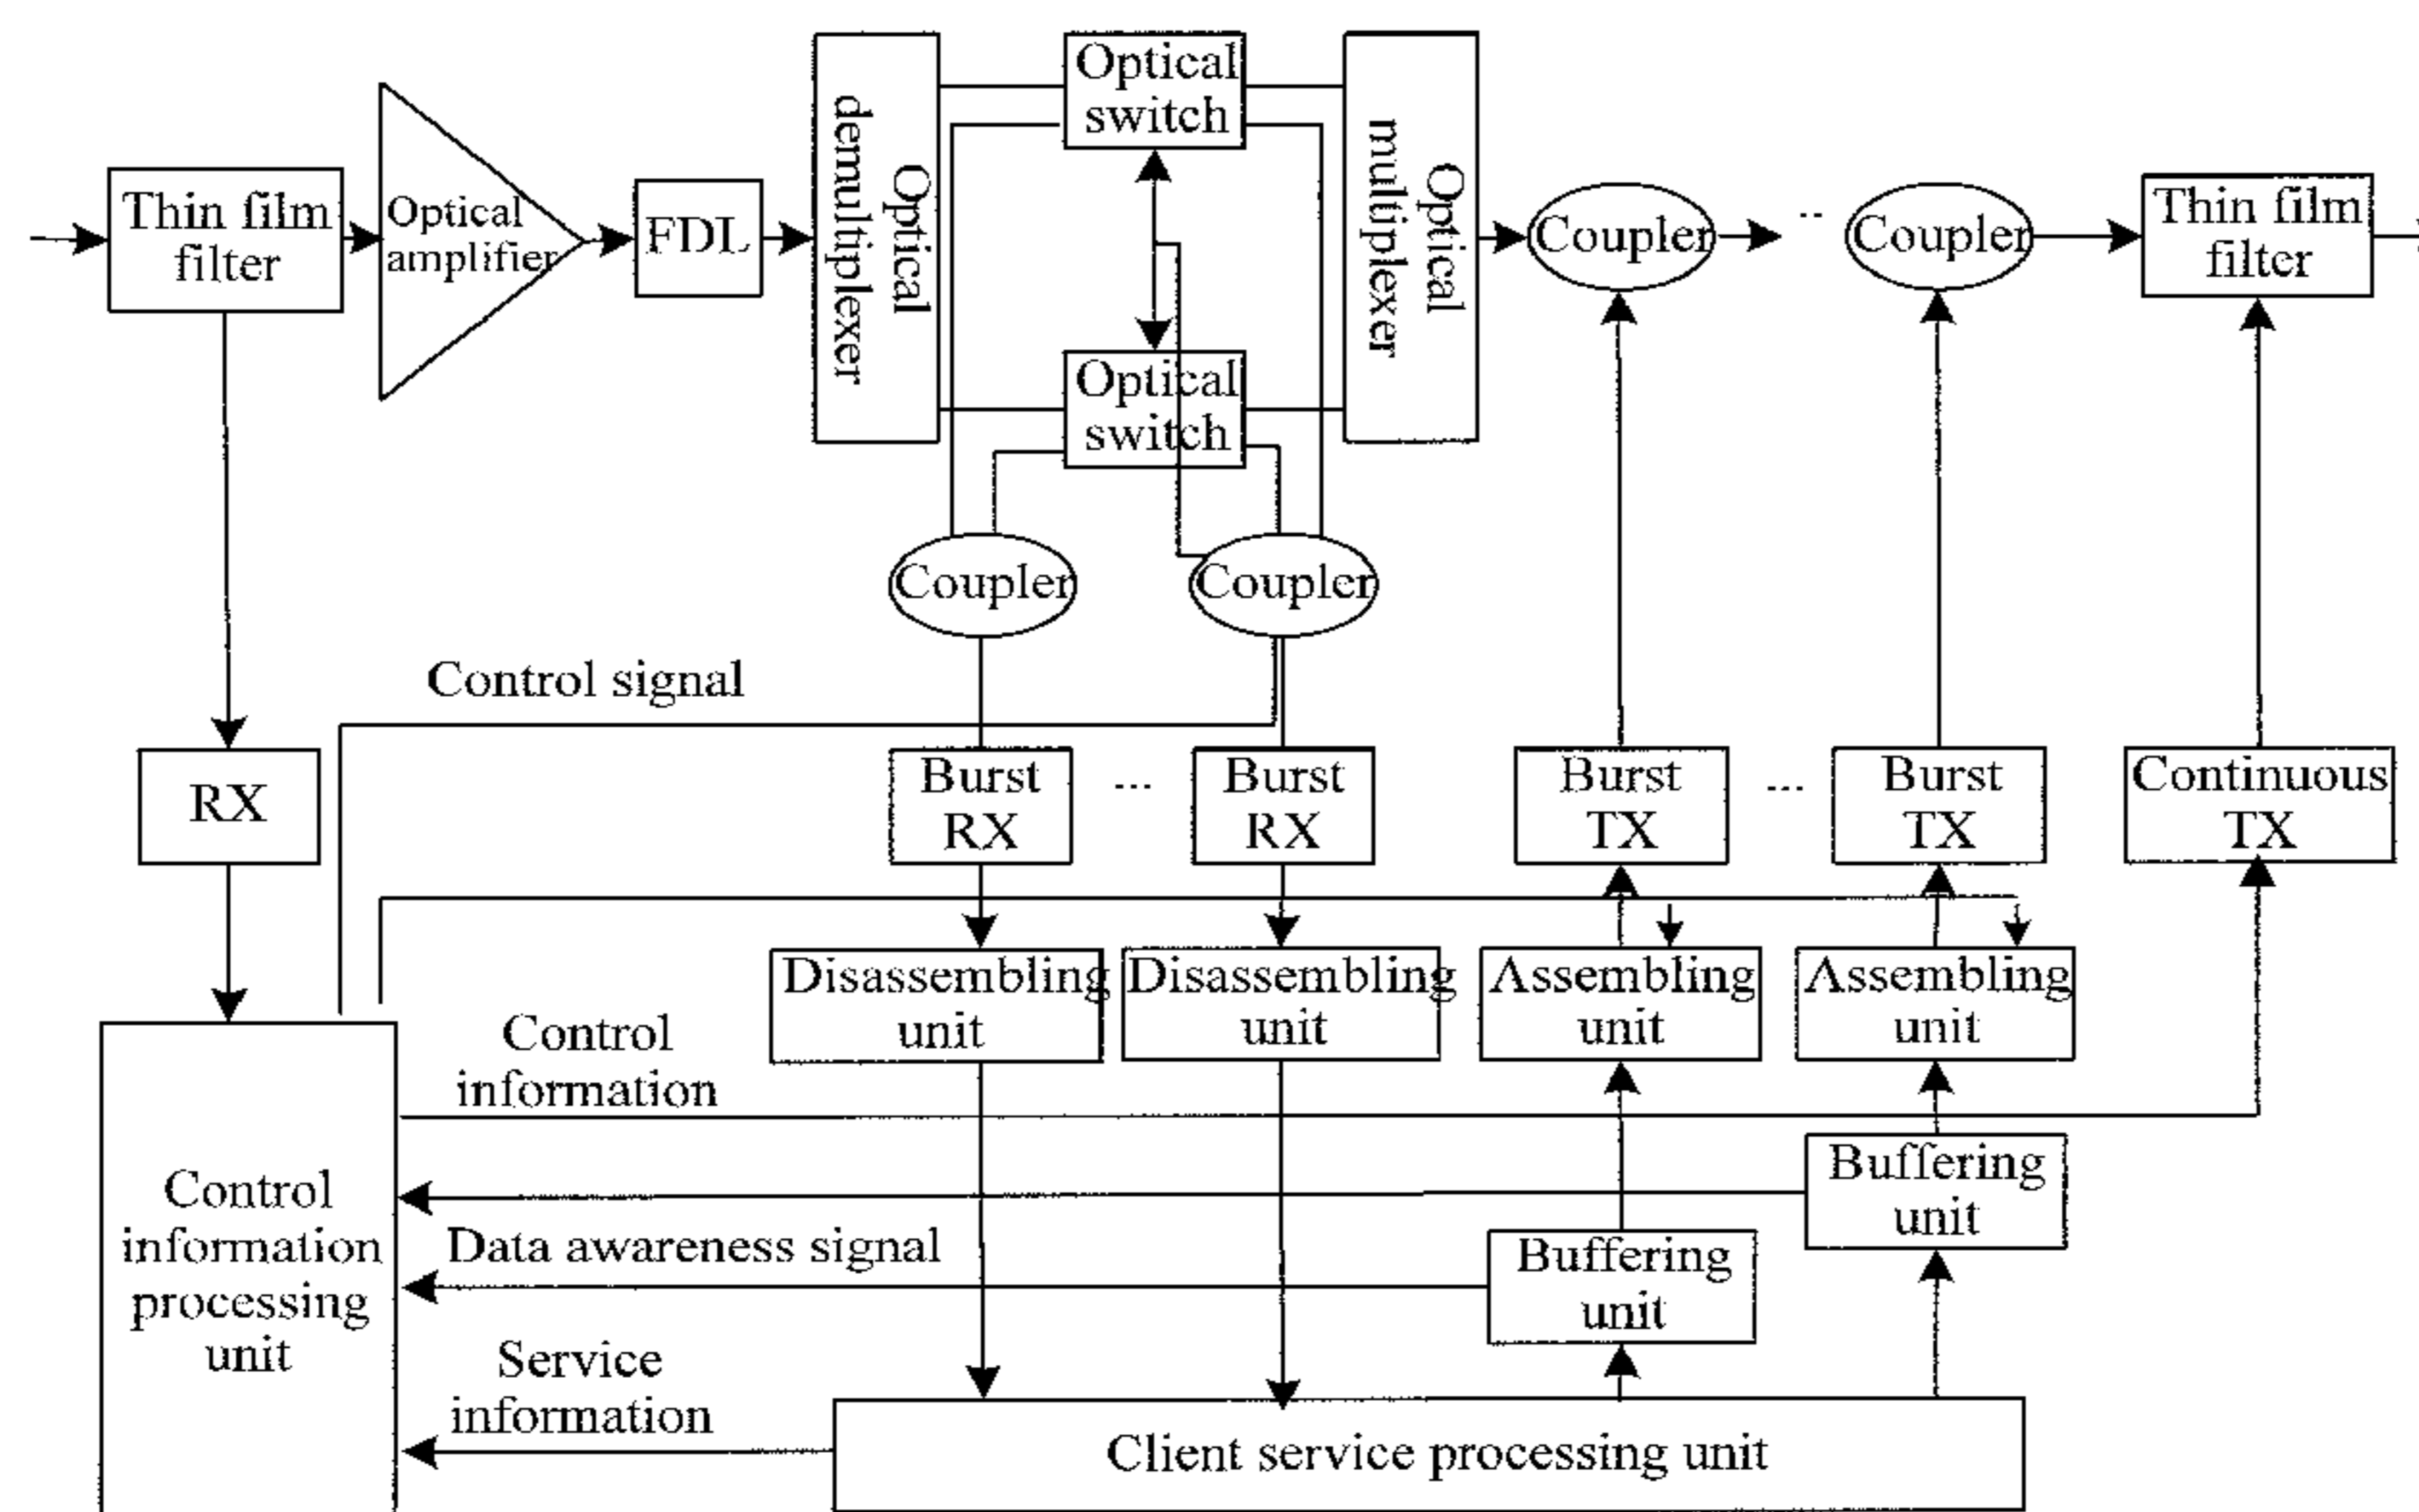 Optical
switch
Optical
demultiplexer
Optical
multiplexer
Thin film
filter
Optical
amplifier
FDL
Coupler
..
Coupler
Thin film
filter
Optical
switch
Coupler
Coupler
Control signal
RX
Burst
RX
...
Burst
RX
Burst
TX
...
Burst
TX
Continuous
TX
Disassembling
unit
Disassembling
unit
Assembling
unit
Assembling
unit
Control
information
Buffering
unit
Control
information
processing
unit
Data awareness signal
Buffering
unit
Service
information
Client service processing unit